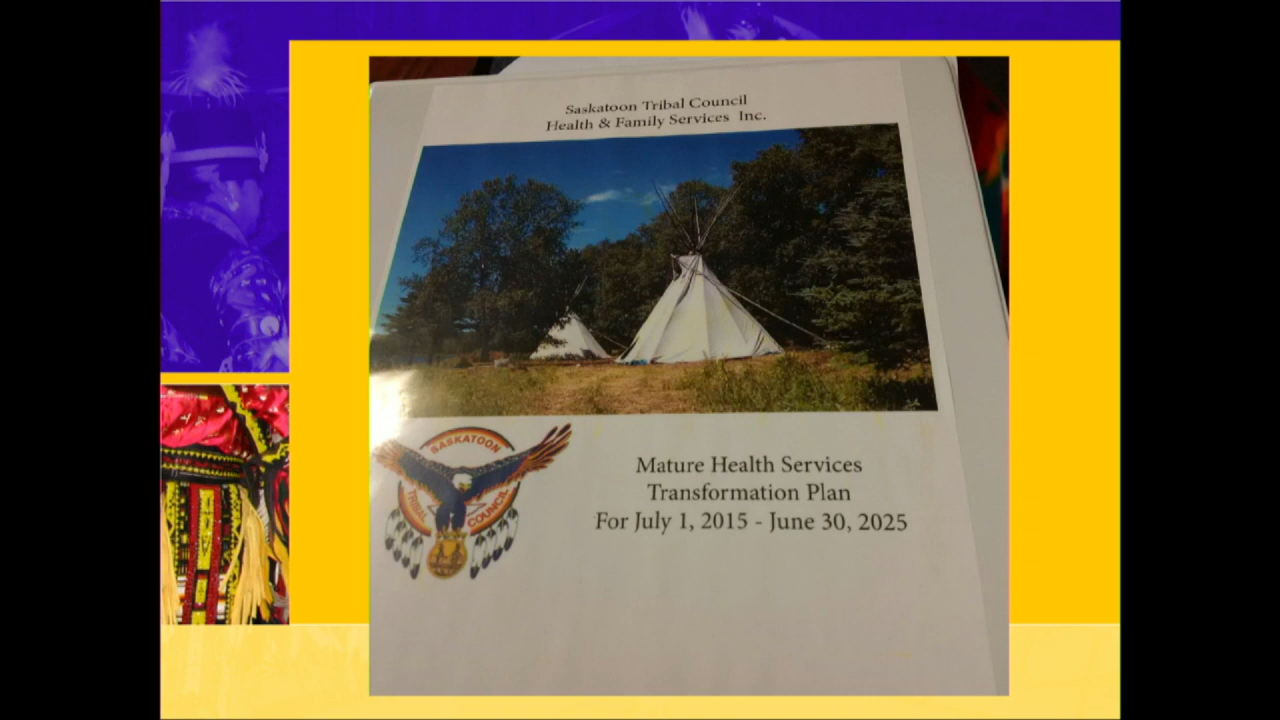 Saskatoon Tribal Council
Health & Family Services Inc.
SASKATOON
TRIBAL COUNCIL
Mature Health Services
Transformation Plan
For July 1, 2015 - June 30, 2025